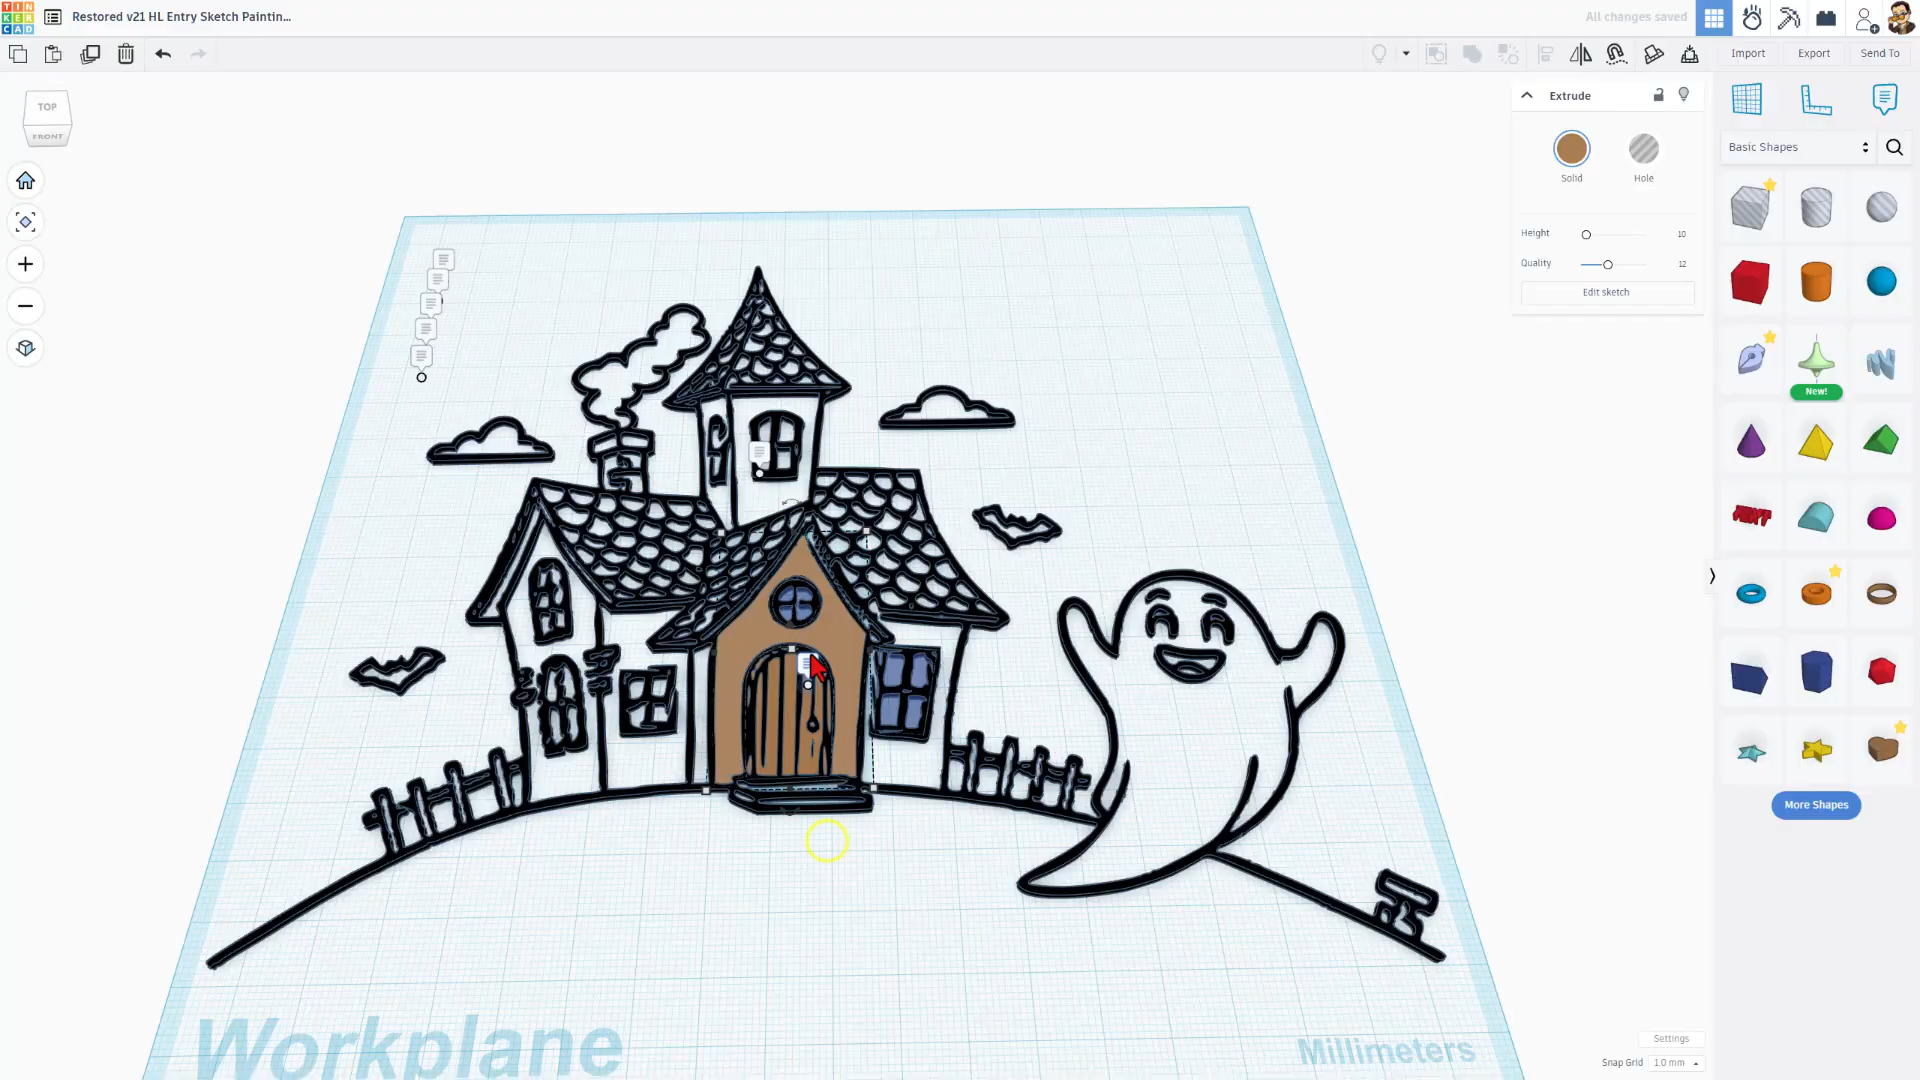 TIN
KER
CAD
Restored v21 HL Entry Sketch Paintin...
All changes saved
Import
Export
Send To
TOP
FRONT
Extrude
Solid
Hole
Height
10
Quality
12
Edit sketch
Basic Shapes
New!
TEXT
More Shapes
Workplane
Millimeters
Settings
Snap Grid
1.0 mm